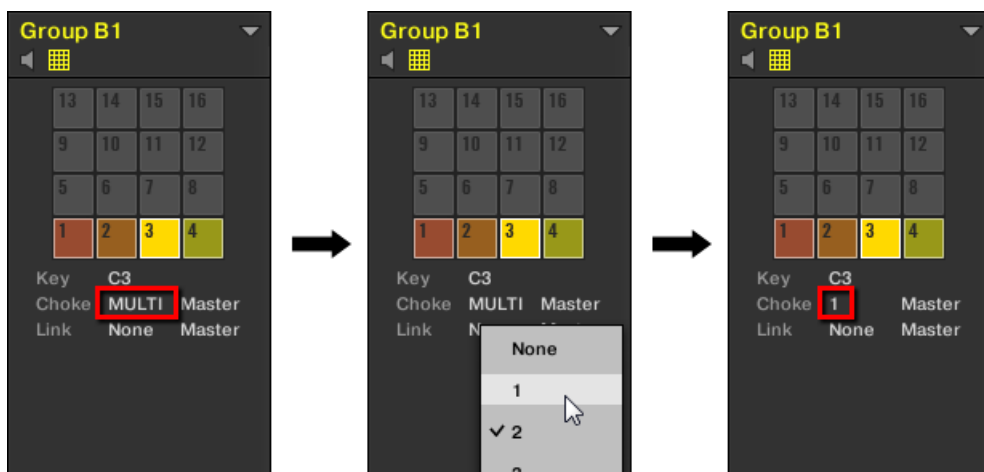 Group B1
13 14 15 16
9 10 11 12
5 6 7 8
1 2 3 4
Key C3
Choke MULTI Master
Link None Master
Group B1
13 14 15 16
9 10 11 12
5 6 7 8
1 2 3 4
Key C3
Choke MULTI Master
Link
None
1
2
Group B1
13 14 15 16
9 10 11 12
5 6 7 8
1 2 3 4
Key C3
Choke 1 Master
Link None Master